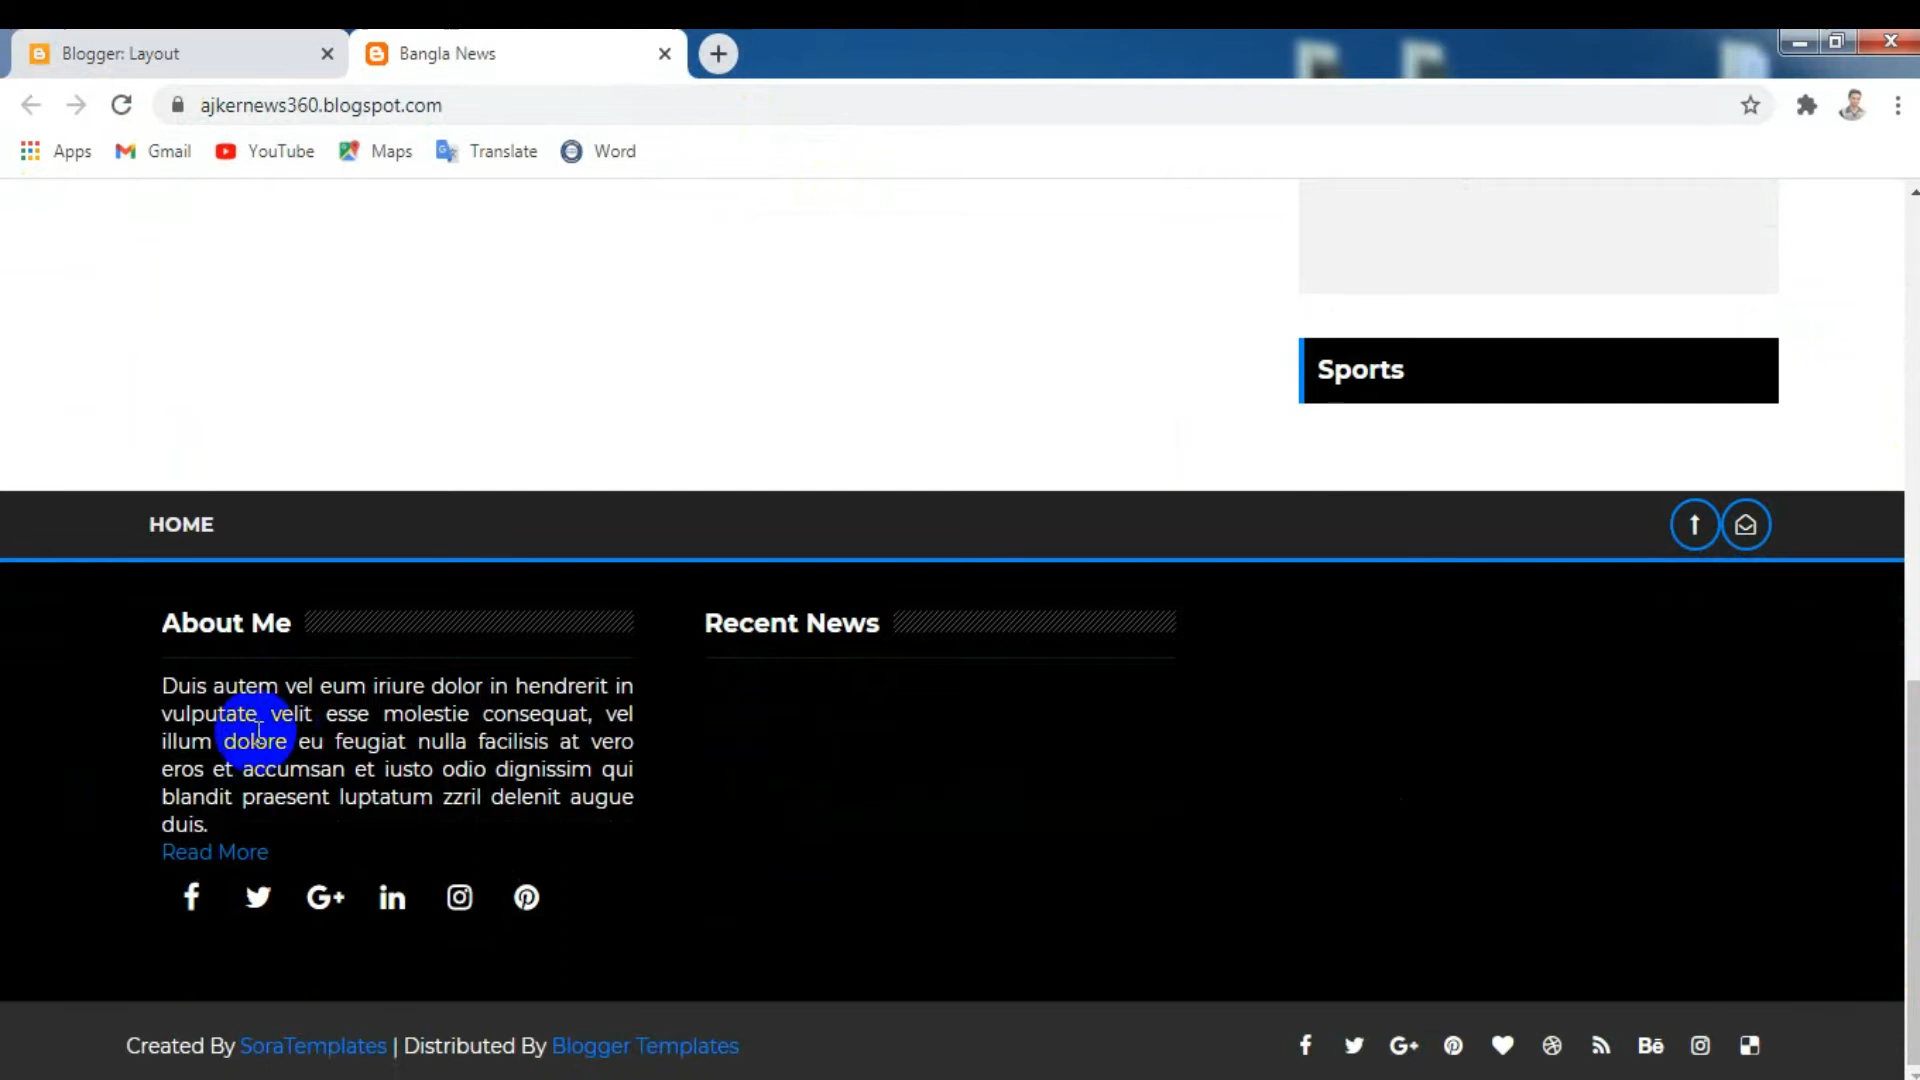 Blogger: Layout
Bangla News
ajkernews360.blogspot.com
Apps Gmail YouTube Maps Translate Word
Sports
HOME
About Me
Recent News
Duis autem vel eum iriure dolor in hendrerit in
vulputate velit esse molestie consequat, vel
illum dolore eu feugiat nulla facilisis at vero
eros et accumsan et iusto odio dignissim qui
blandit praesent luptatum zzril delenit augue
duis.
Read More
Created By SoraTemplates | Distributed By Blogger Templates